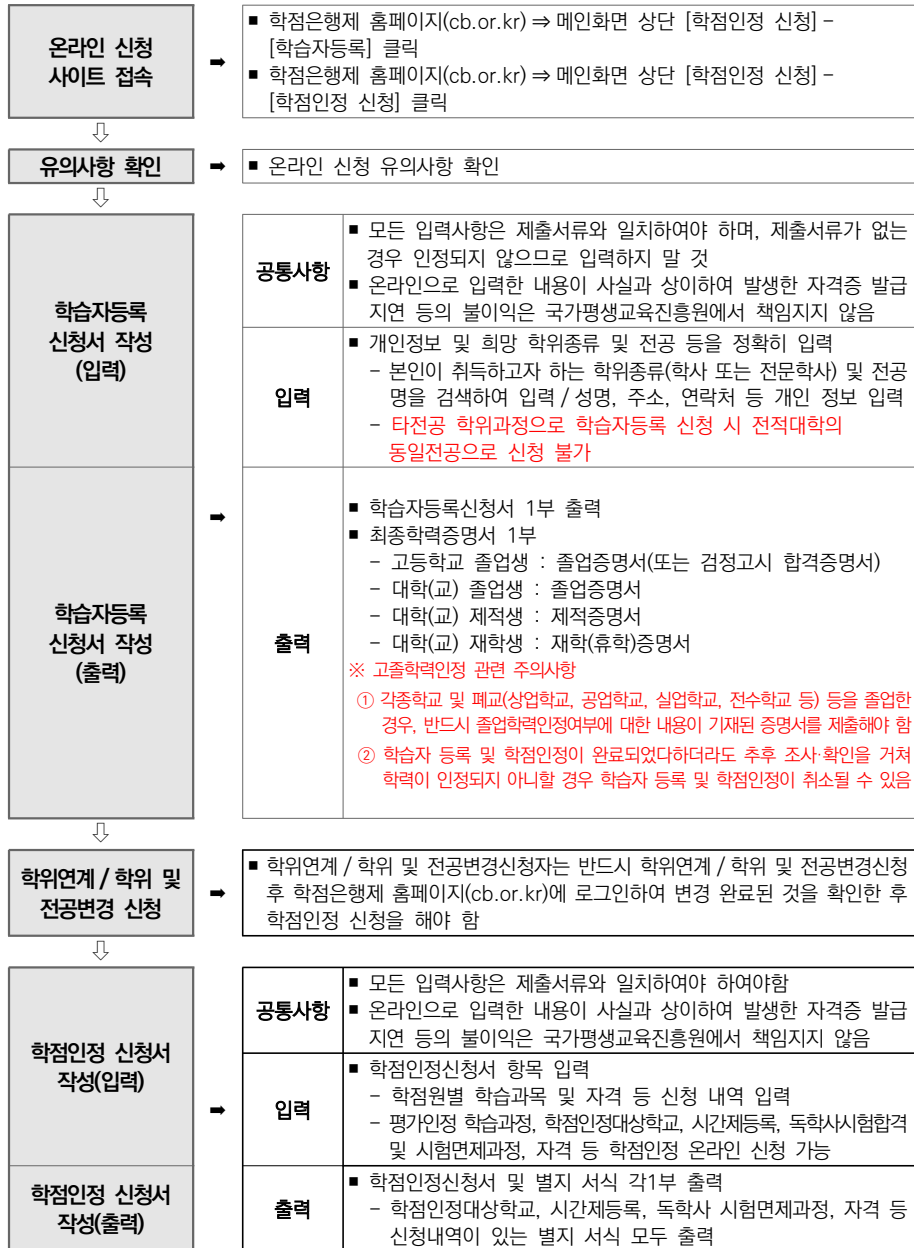 온라인 신청
사이트 접속
➡
■ 학점은행제 홈페이지(cb.or.kr) ⇒ 메인화면 상단 [학점인정 신청] –
[학습자등록] 클릭
■ 학점은행제 홈페이지(cb.or.kr) ⇒ 메인화면 상단 [학점인정 신청] –
[학점인정 신청] 클릭
⇩
유의사항 확인
➡
■ 온라인 신청 유의사항 확인
⇩
학습자등록
신청서 작성
(입력)
공통사항
■ 모든 입력사항은 제출서류와 일치하여야 하며, 제출서류가 없는
경우 인정되지 않으므로 입력하지 말 것
■ 온라인으로 입력한 내용이 사실과 상이하여 발생한 자격증 발급
지연 등의 불이익은 국가평생교육진흥원에서 책임지지 않음
입력
■ 개인정보 및 희망 학위종류 및 전공 등을 정확히 입력
– 본인이 취득하고자 하는 학위종류(학사 또는 전문학사) 및 전공
명을 검색하여 입력 / 성명, 주소, 연락처 등 개인 정보 입력
– 타전공 학위과정으로 학습자등록 신청 시 전적대학의
동일전공으로 신청 불가
➡
학습자등록
신청서 작성
(출력)
출력
■ 학습자등록신청서 1부 출력
■ 최종학력증명서 1부
– 고등학교 졸업생 : 졸업증명서(또는 검정고시 합격증명서)
– 대학(교) 졸업생 : 졸업증명서
– 대학(교) 제적생 : 제적증명서
– 대학(교) 재학생 : 재학(휴학)증명서
※ 고졸학력인정 관련 주의사항
① 각종학교 및 폐교(상업학교, 공업학교, 실업학교, 전수학교 등) 등을 졸업한
경우, 반드시 졸업학력인정여부에 대한 내용이 기재된 증명서를 제출해야 함
② 학습자 등록 및 학점인정이 완료되었다하더라도 추후 조사·확인을 거쳐
학력이 인정되지 아니할 경우 학습자 등록 및 학점인정이 취소될 수 있음
⇩
학위연계 / 학위 및
전공변경 신청
➡
■ 학위연계 / 학위 및 전공변경신청자는 반드시 학위연계 / 학위 및 전공변경신청
후 학점은행제 홈페이지(cb.or.kr)에 로그인하여 변경 완료된 것을 확인한 후
학점인정 신청을 해야 함
⇩
학점인정 신청서
작성(입력)
공통사항
■ 모든 입력사항은 제출서류와 일치하여야 하여야함
■ 온라인으로 입력한 내용이 사실과 상이하여 발생한 자격증 발급
지연 등의 불이익은 국가평생교육진흥원에서 책임지지 않음
➡
입력
■ 학점인정신청서 항목 입력
– 학점원별 학습과목 및 자격 등 신청 내역 입력
– 평가인정 학습과정, 학점인정대상학교, 시간제등록, 독학사시험합격
및 시험면제과정, 자격 등 학점인정 온라인 신청 가능
학점인정 신청서
작성(출력)
출력
■ 학점인정신청서 및 별지 서식 각1부 출력
– 학점인정대상학교, 시간제등록, 독학사 시험면제과정, 자격 등
신청내역이 있는 별지 서식 모두 출력